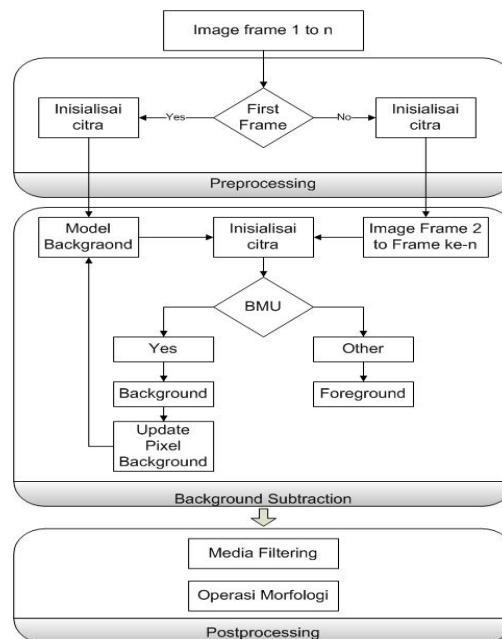 Image frame 1 to n
First
Frame
Yes
No
Inisialisai
citra
Inisialisai
citra
Preprocessing
Model
Backgraond
Inisialisai
citra
Image Frame 2
to Frame ke-n
BMU
Yes
Other
Background
Foreground
Update
Pixel
Background
Background Subtraction
Media Filtering
Operasi Morfologi
Postprocessing